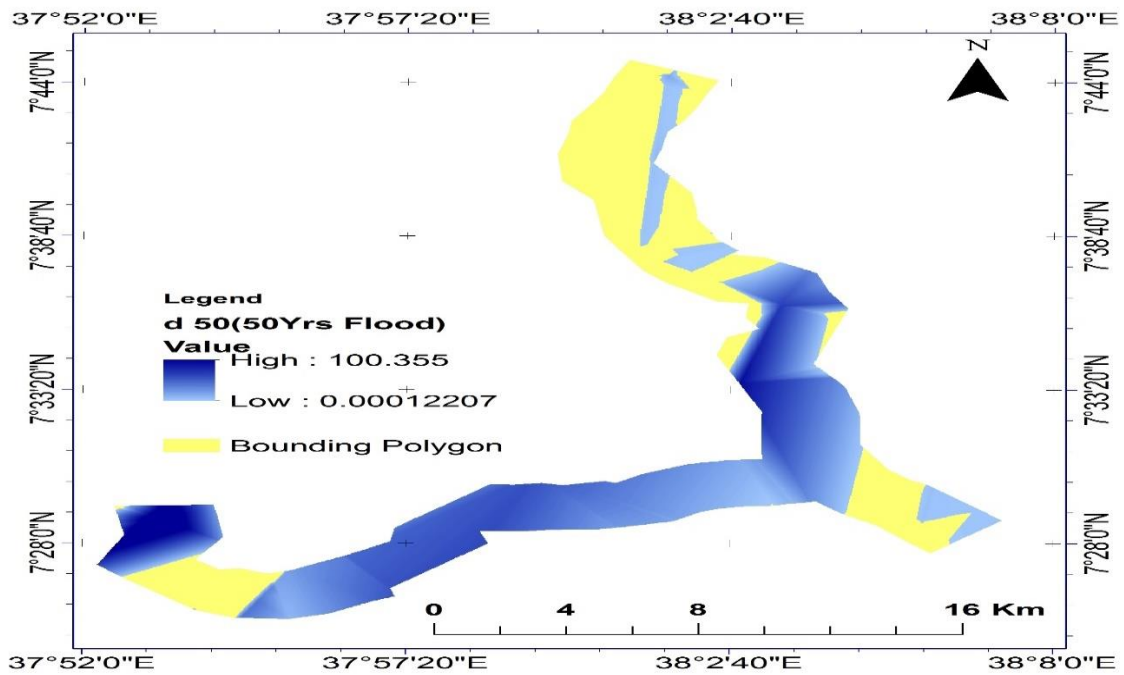 37°52'0"E 37°57'20"E 38°2'40"E 38°8'0"E
N
7°44'0"N 7°44'0"N
7°38'40"N 7°38'40"N
Legend
d 50(50Yrs Flood)
Value
High : 100.355
Low : 0.00012207
7°33'20"N 7°33'20"N
Bounding Polygon
7°28'0"N 7°28'0"N
0 4 8 16 Km
37°52'0"E 37°57'20"E 38°2'40"E 38°8'0"E